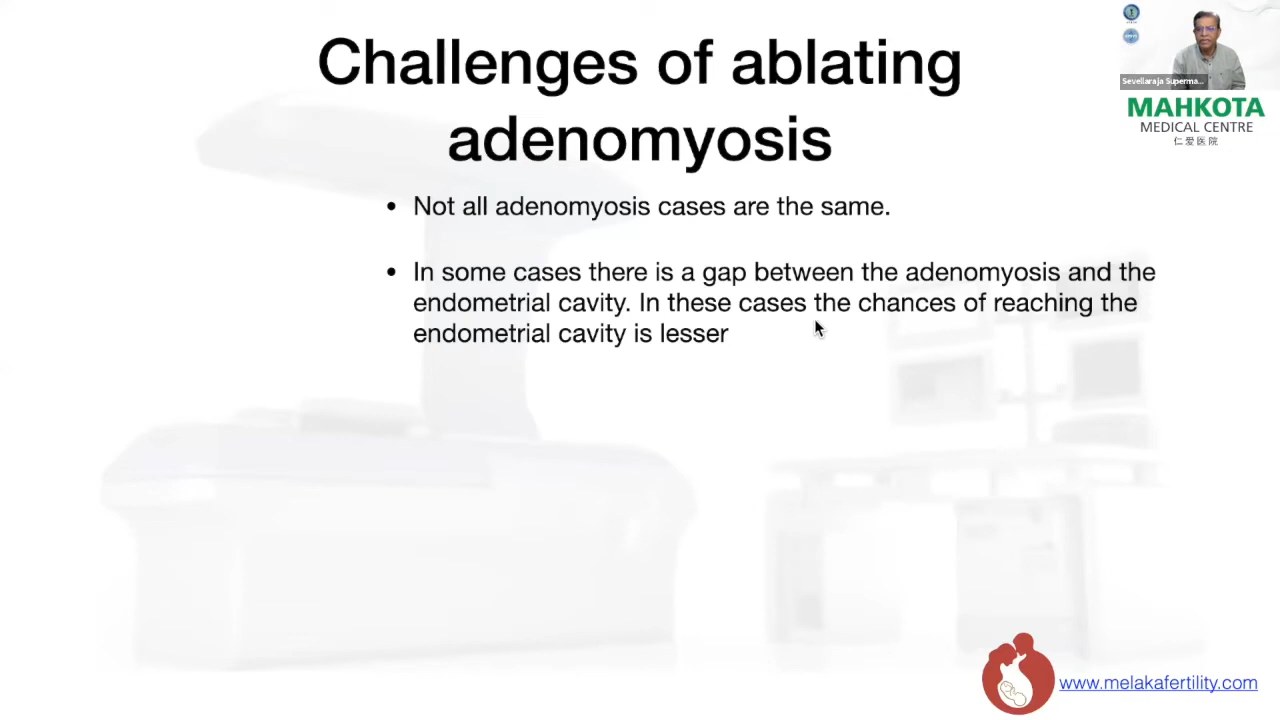 Challenges of ablating
adenomyosis
• Not all adenomyosis cases are the same.
• In some cases there is a gap between the adenomyosis and the
endometrial cavity. In these cases the chances of reaching the
endometrial cavity is lesser
Sevellaraja Superma...
MAHKOTA
MEDICAL CENTRE
仁爱医院
www.melakafertility.com